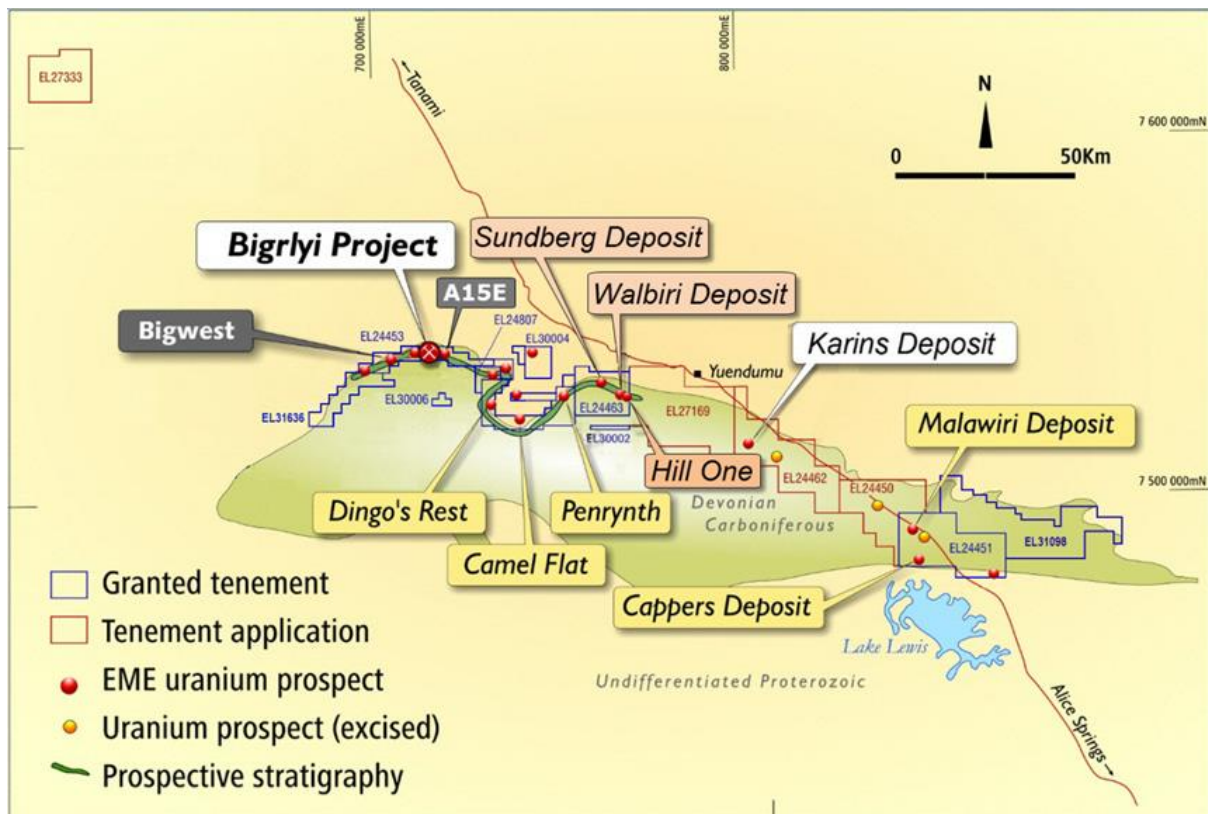 700 000mE
800 000mE
EL27333
Tanami
N
7 600 000mN
0 50Km
Bigrlyi Project
Sundberg Deposit
A15E
Walbiri Deposit
Bigwest
EL24453
EL24807
EL30004
Karins Deposit
Yuendumu
EL31636
EL30006
EL24463
EL27169
EL30002
Malawiri Deposit
Hill One
EL24462
EL24450
7 500 000mN
Dingo's Rest
Penrynth
Devonian
Carboniferous
EL24451
EL31098
Camel Flat
Cappers Deposit
Lake Lewis
Undifferentiated Proterozoic
Alice Springs
Granted tenement
Tenement application
EME uranium prospect
Uranium prospect (excised)
Prospective stratigraphy